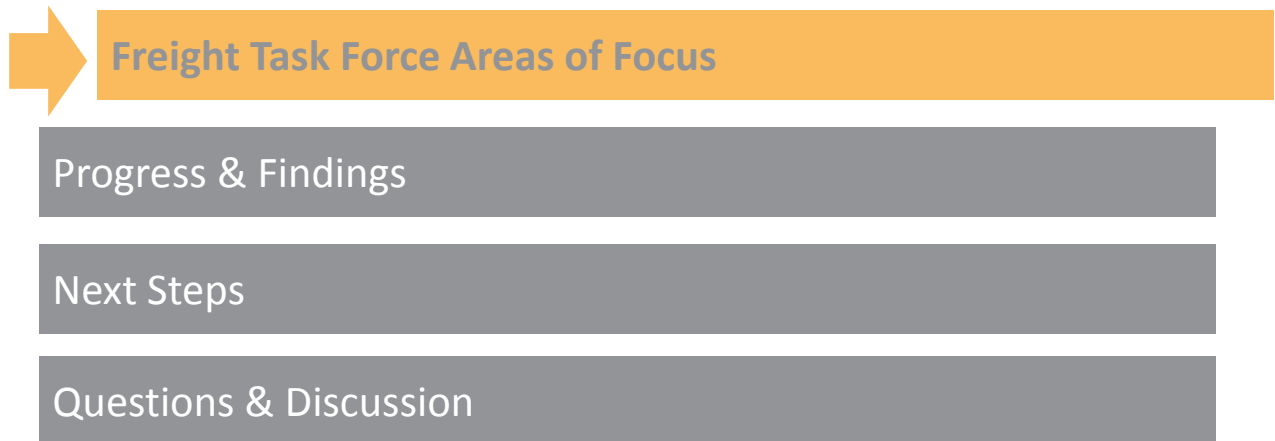 Freight Task Force Areas of Focus
Progress & Findings
Next Steps
Questions & Discussion